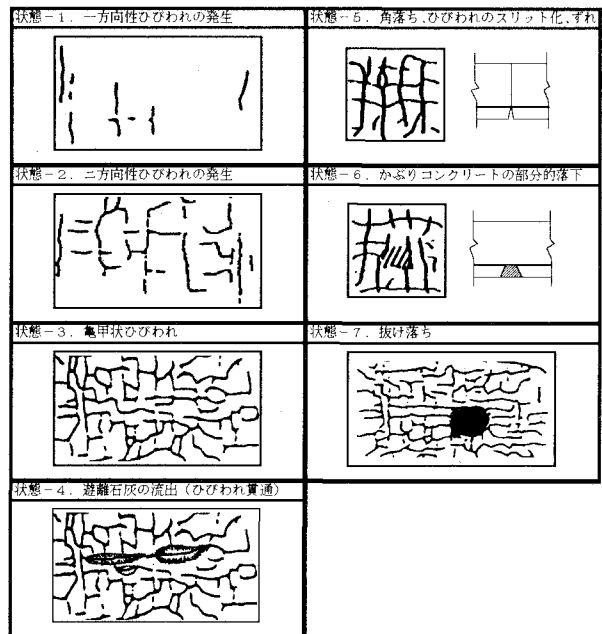 状態－1．一方向性ひびわれの発生
状態－2．二方向性ひびわれの発生
状態－3．亀甲状ひびわれ
状態－4．遊離石灰の流出（ひびわれ貫通）
状態－5．角落ち，ひびわれのスリット化，ずれ
状態－6．かぶりコンクリートの部分的落下
状態－7．抜け落ち